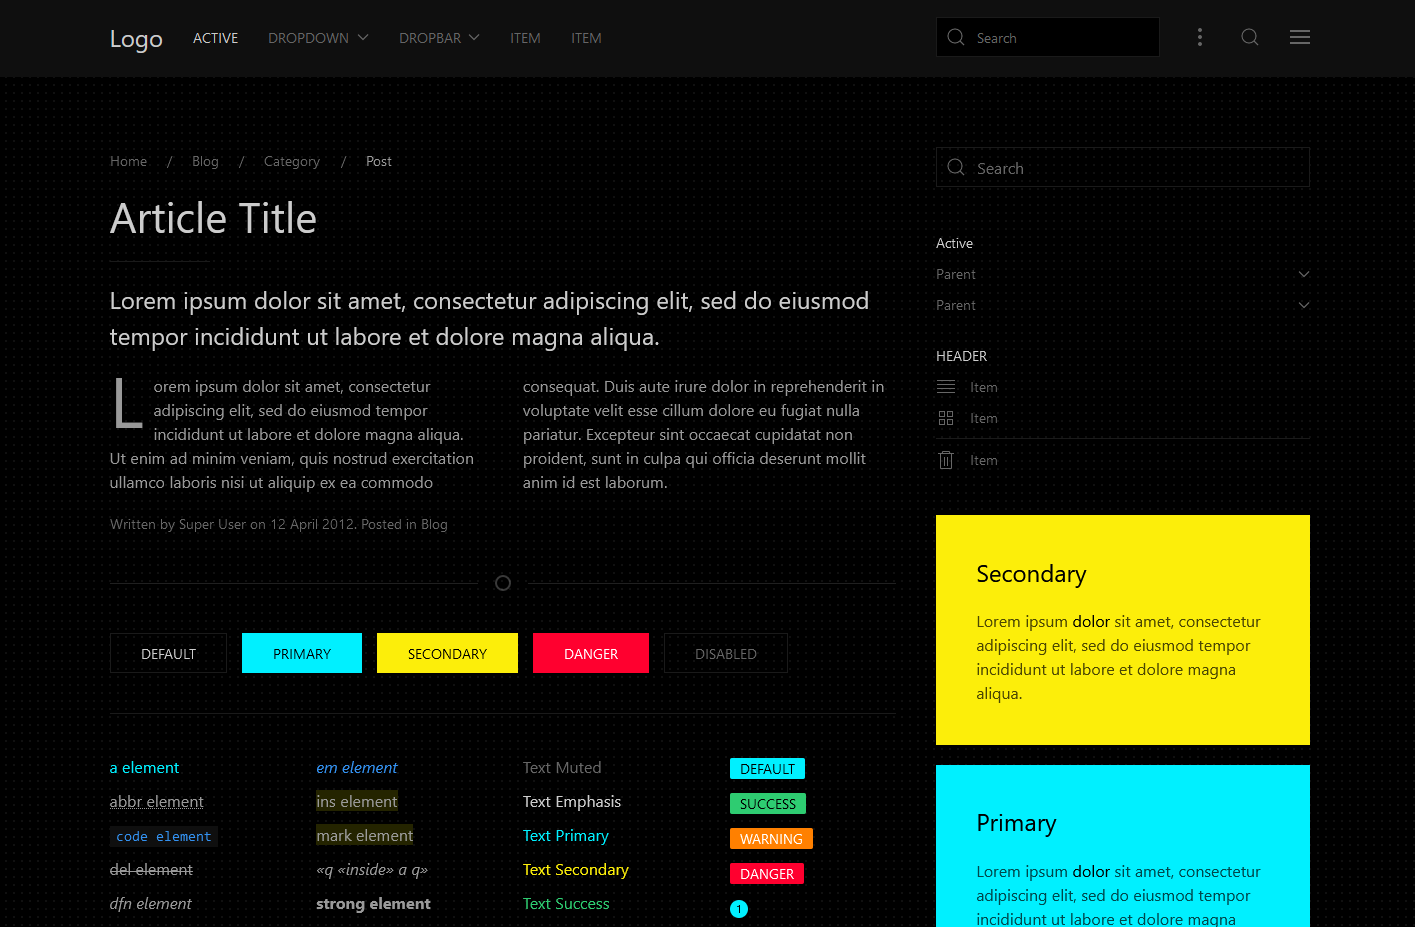 Logo
ACTIVE
DROPDOWN
DROPBAR
ITEM
ITEM
Search
Home / Blog / Category / Post
Article Title
Lorem ipsum dolor sit amet, consectetur adipiscing elit, sed do eiusmod
tempor incididunt ut labore et dolore magna aliqua.
Lorem ipsum dolor sit amet, consectetur
adipiscing elit, sed do eiusmod tempor
incididunt ut labore et dolore magna aliqua.
Ut enim ad minim veniam, quis nostrud exercitation
ullamco laboris nisi ut aliquip ex ea commodo
consequat. Duis aute irure dolor in reprehenderit in
voluptate velit esse cillum dolore eu fugiat nulla
pariatur. Excepteur sint occaecat cupidatat non
proident, sunt in culpa qui officia deserunt mollit
anim id est laborum.
Written by Super User on 12 April 2012. Posted in Blog
DEFAULT
PRIMARY
SECONDARY
DANGER
DISABLED
a element
abbr element
code element
del element
dfn element
em element
ins element
mark element
«q «inside» a q»
strong element
Text Muted
Text Emphasis
Text Primary
Text Secondary
Text Success
DEFAULT
SUCCESS
WARNING
DANGER
1
Search
Active
Parent
Parent
HEADER
Item
Item
Item
Secondary
Lorem ipsum dolor sit amet, consectetur
adipiscing elit, sed do eiusmod tempor
incididunt ut labore et dolore magna
aliqua.
Primary
Lorem ipsum dolor sit amet, consectetur
adipiscing elit, sed do eiusmod tempor
incididunt ut labore et dolore magna